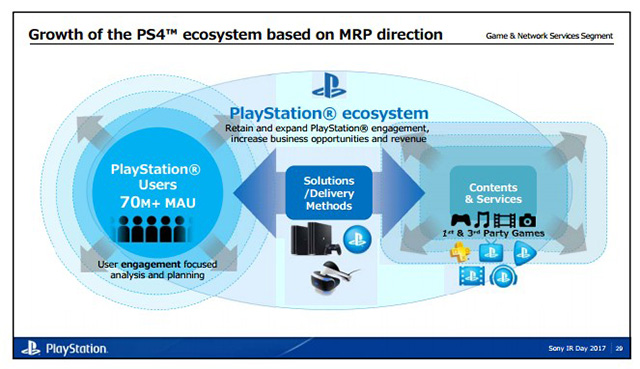 Growth of the PS4™ ecosystem based on MRP direction
Game & Network Services Segment
PlayStation® ecosystem
Retain and expand PlayStation® engagement,
increase business opportunities and revenue
PlayStation®
Users
70M+ MAU
User engagement focused
analysis and planning
Solutions
/Delivery
Methods
Contents
& Services
1st & 3rd Party Games
PlayStation.
Sony IR Day 2017 | 29